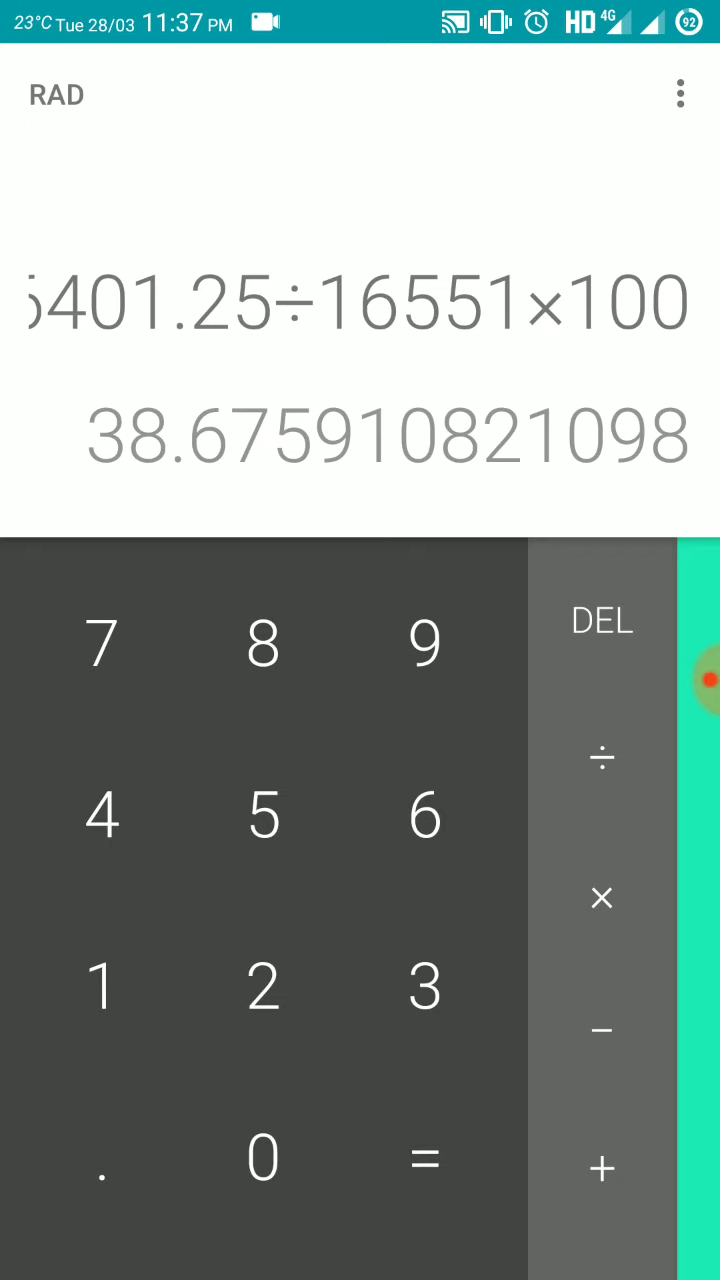 23°C Tue 28/03 11:37 PM HD 4G 92
RAD
6401.25÷16551×100
38.675910821098
7 8 9 DEL
÷
4 5 6
×
1 2 3
−
. 0 = +